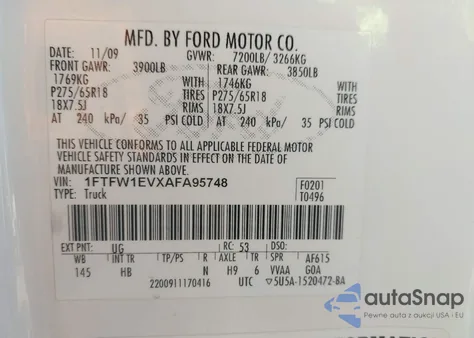 MFD. BY FORD MOTOR CO.
DATE: 11/09 GVWR: 7200LB/ 3266KG
FRONT GAWR: 3900LB REAR GAWR: 3850LB
1769KG WITH 1746KG WITH
P275/65R18 TIRES P275/65R18 TIRES
18X7.5J RIMS 18X7.5J RIMS
AT 240 kPa/ 35 PSI COLD AT 240 kPa/ 35 PSI COLD
THIS VEHICLE CONFORMS TO ALL APPLICABLE FEDERAL MOTOR
VEHICLE SAFETY STANDARDS IN EFFECT ON THE DATE OF
MANUFACTURE SHOWN ABOVE.
VIN: 1FTFW1EVXAFA95748 F0201
TYPE: Truck T0496
EXT PNT: UG RC: 53 DSO:
WB INT TR TP/PS R AXLE TR SPR AF615
145 HB N H9 6 VVAA GOA
2200911170416 UTC ▽5U5A-1520472-BA
autoSnap
Pewne auta z aukcji USA i EU